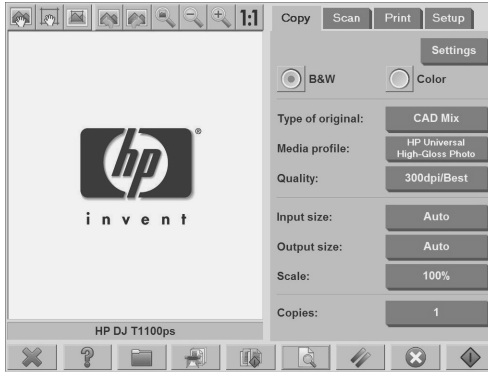 1:1
Copy Scan Print Setup
Settings
B&W Color
Type of original: CAD Mix
Media profile: HP Universal
High-Gloss Photo
Quality: 300dpi/Best
Input size: Auto
Output size: Auto
Scale: 100%
Copies: 1
hp®
invent
HP DJ T1100ps